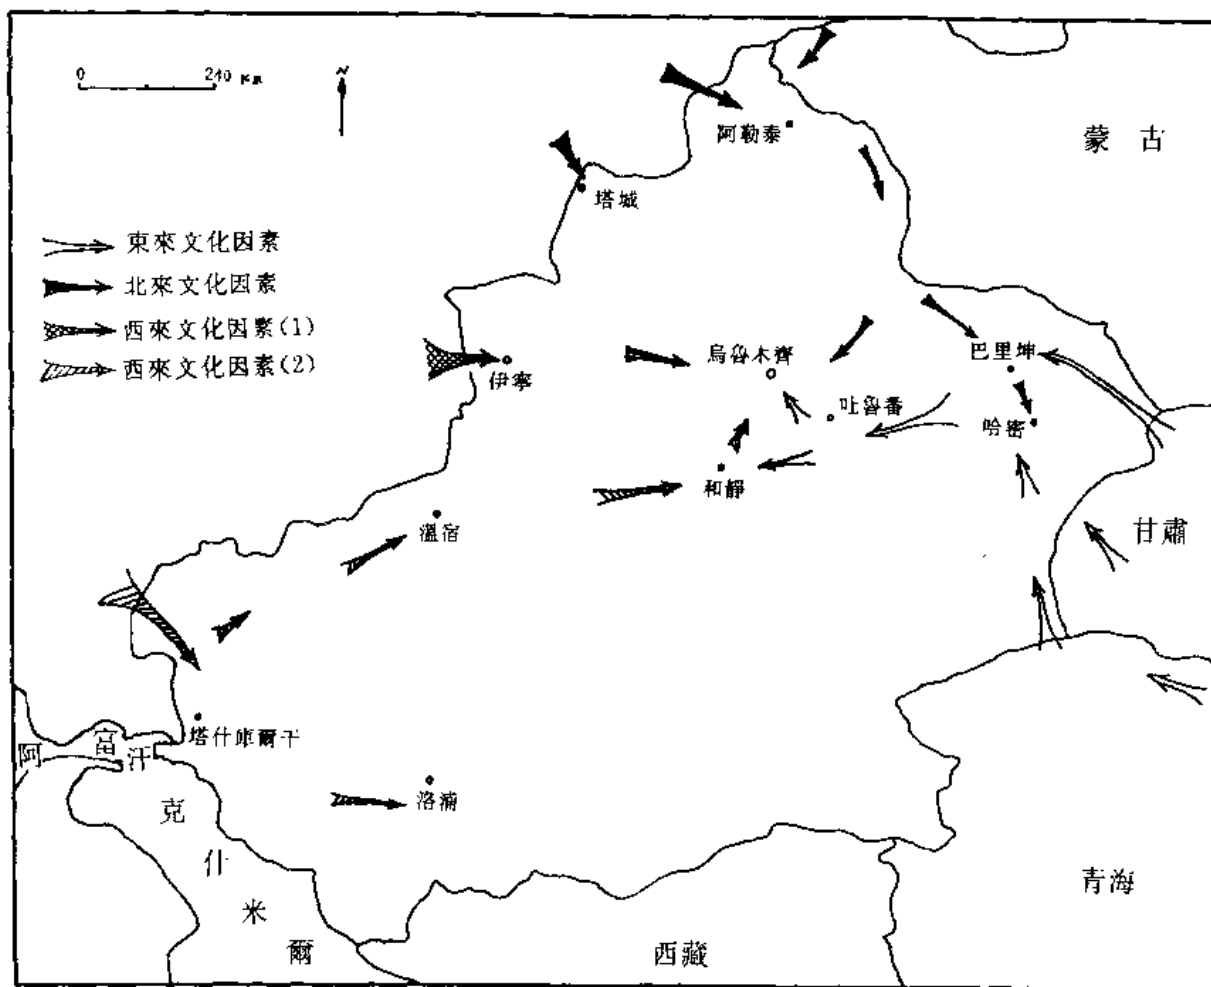 0 240 км
N
阿勒泰
蒙古
塔城
東來文化因素
北來文化因素
西來文化因素(1)
西來文化因素(2)
烏魯木齊
巴里坤
伊寧
吐魯番
哈密
和靜
溫宿
甘肅
塔什庫爾干
阿富汗
洛浦
克什米爾
青海
西藏